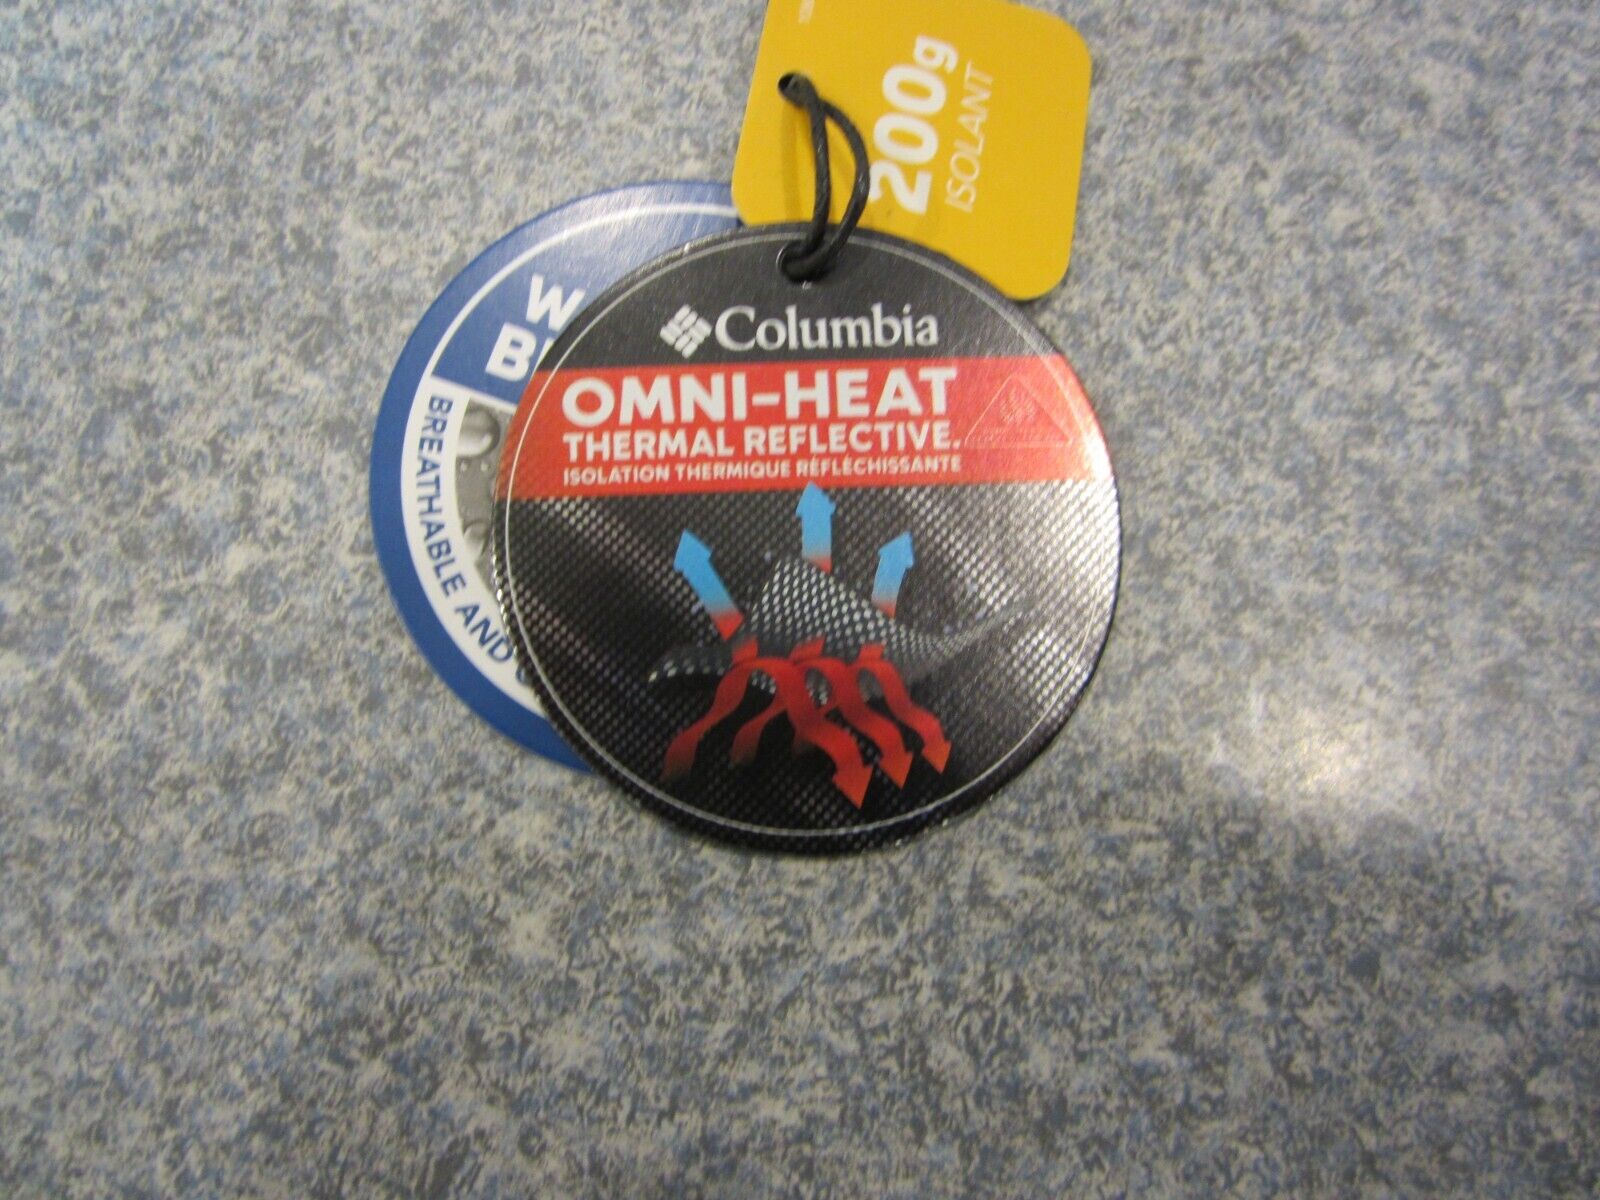 200g
ISOLANT
Columbia
OMNI-HEAT
THERMAL REFLECTIVE.
ISOLATION THERMIQUE RÉFLÉCHISSANTE
BREATHABLE AND